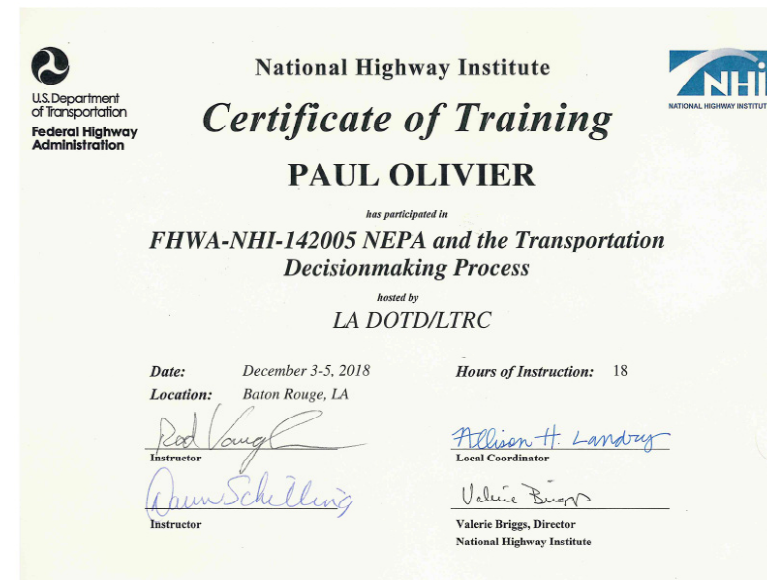 U.S. Department
of Transportation
Federal Highway
Administration
National Highway Institute
NHi
NATIONAL HIGHWAY INSTITUT
Certificate of Training
PAUL OLIVIER
has participated in
FHWA-NHI-142005 NEPA and the Transportation
Decisionmaking Process
hosted by
LA DOTD/LTRC
Date: December 3-5, 2018
Hours of Instruction: 18
Location: Baton Rouge, LA
Instructor
Allison H. Landry
Local Coordinator
Dawn Schilling
Instructor
Valerie Briggs
Valerie Briggs, Director
National Highway Institute